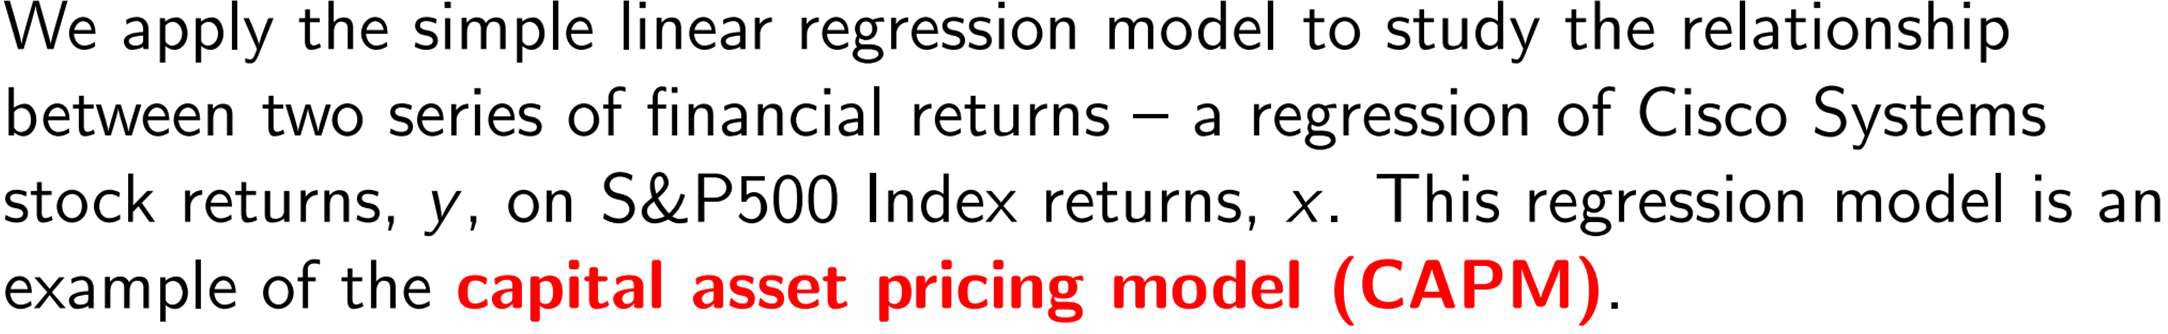 We apply the simple linear regression model to study the relationship
between two series of financial returns – a regression of Cisco Systems
stock returns, y, on S&P500 Index returns, x. This regression model is an
example of the capital asset pricing model (CAPM).